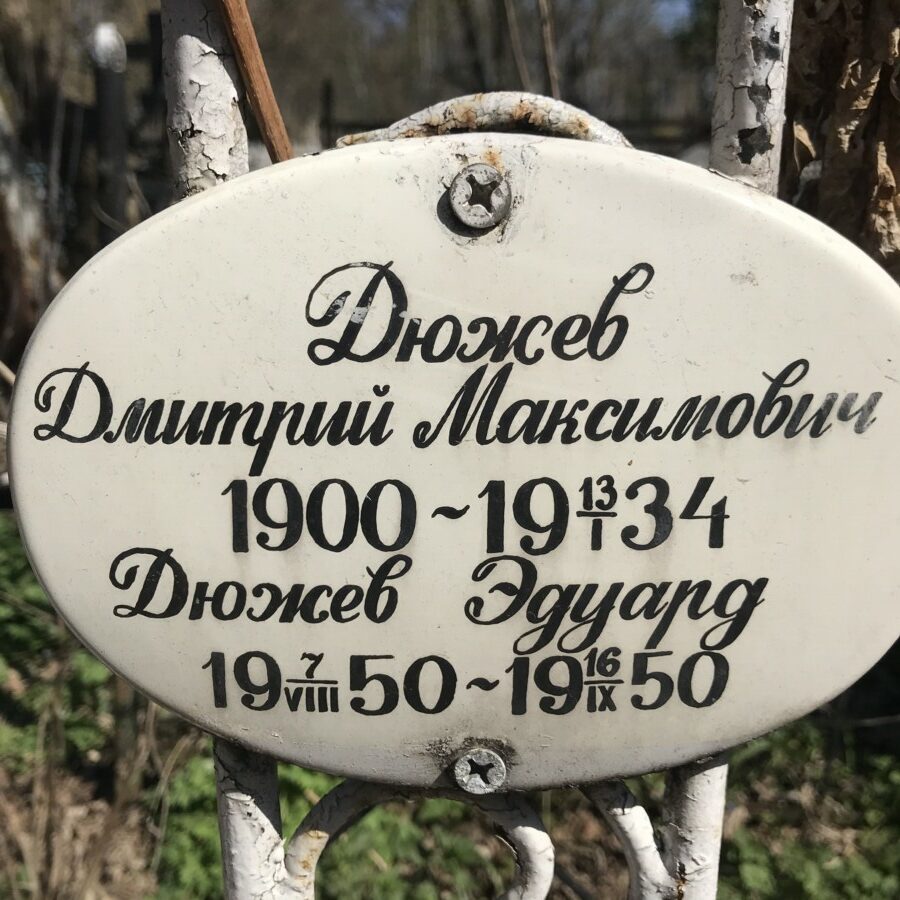 Дюжев
Дмитрий Максимович
1900 ~ 19 13/I 34
Дюжев Эдуард
19 7/VIII 50 ~ 19 16/IX 50